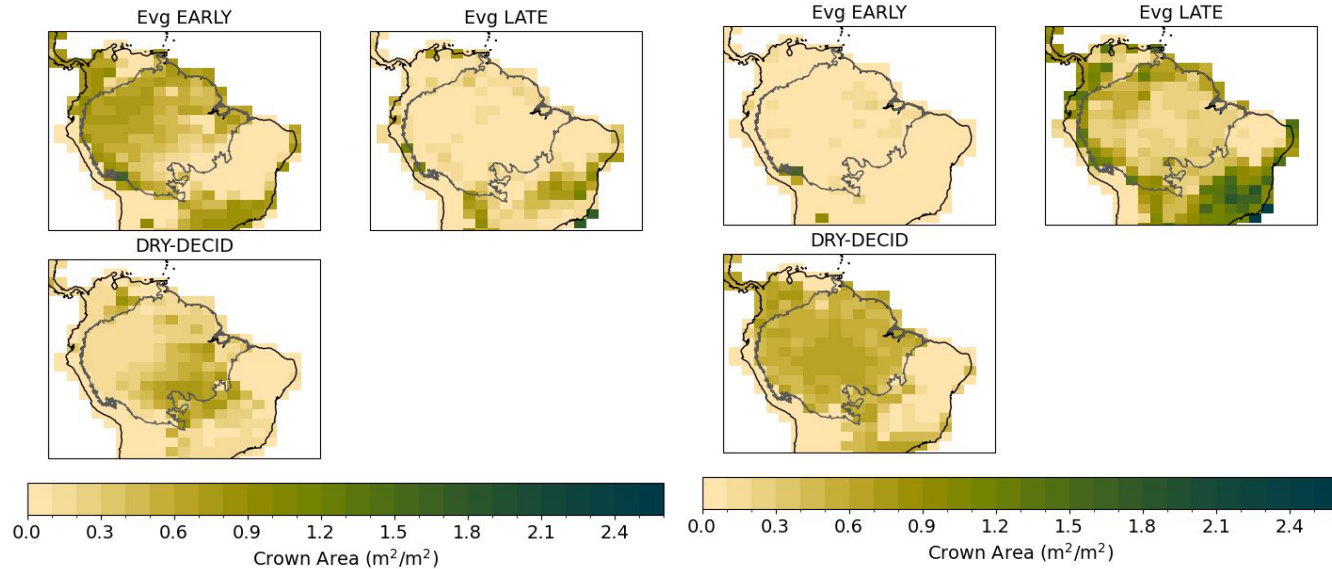 Evg EARLY
Evg LATE
DRY-DECID
0.0 0.3 0.6 0.9 1.2 1.5 1.8 2.1 2.4
Crown Area (m²/m²)
Evg EARLY
Evg LATE
DRY-DECID
0.0 0.3 0.6 0.9 1.2 1.5 1.8 2.1 2.4
Crown Area (m²/m²)